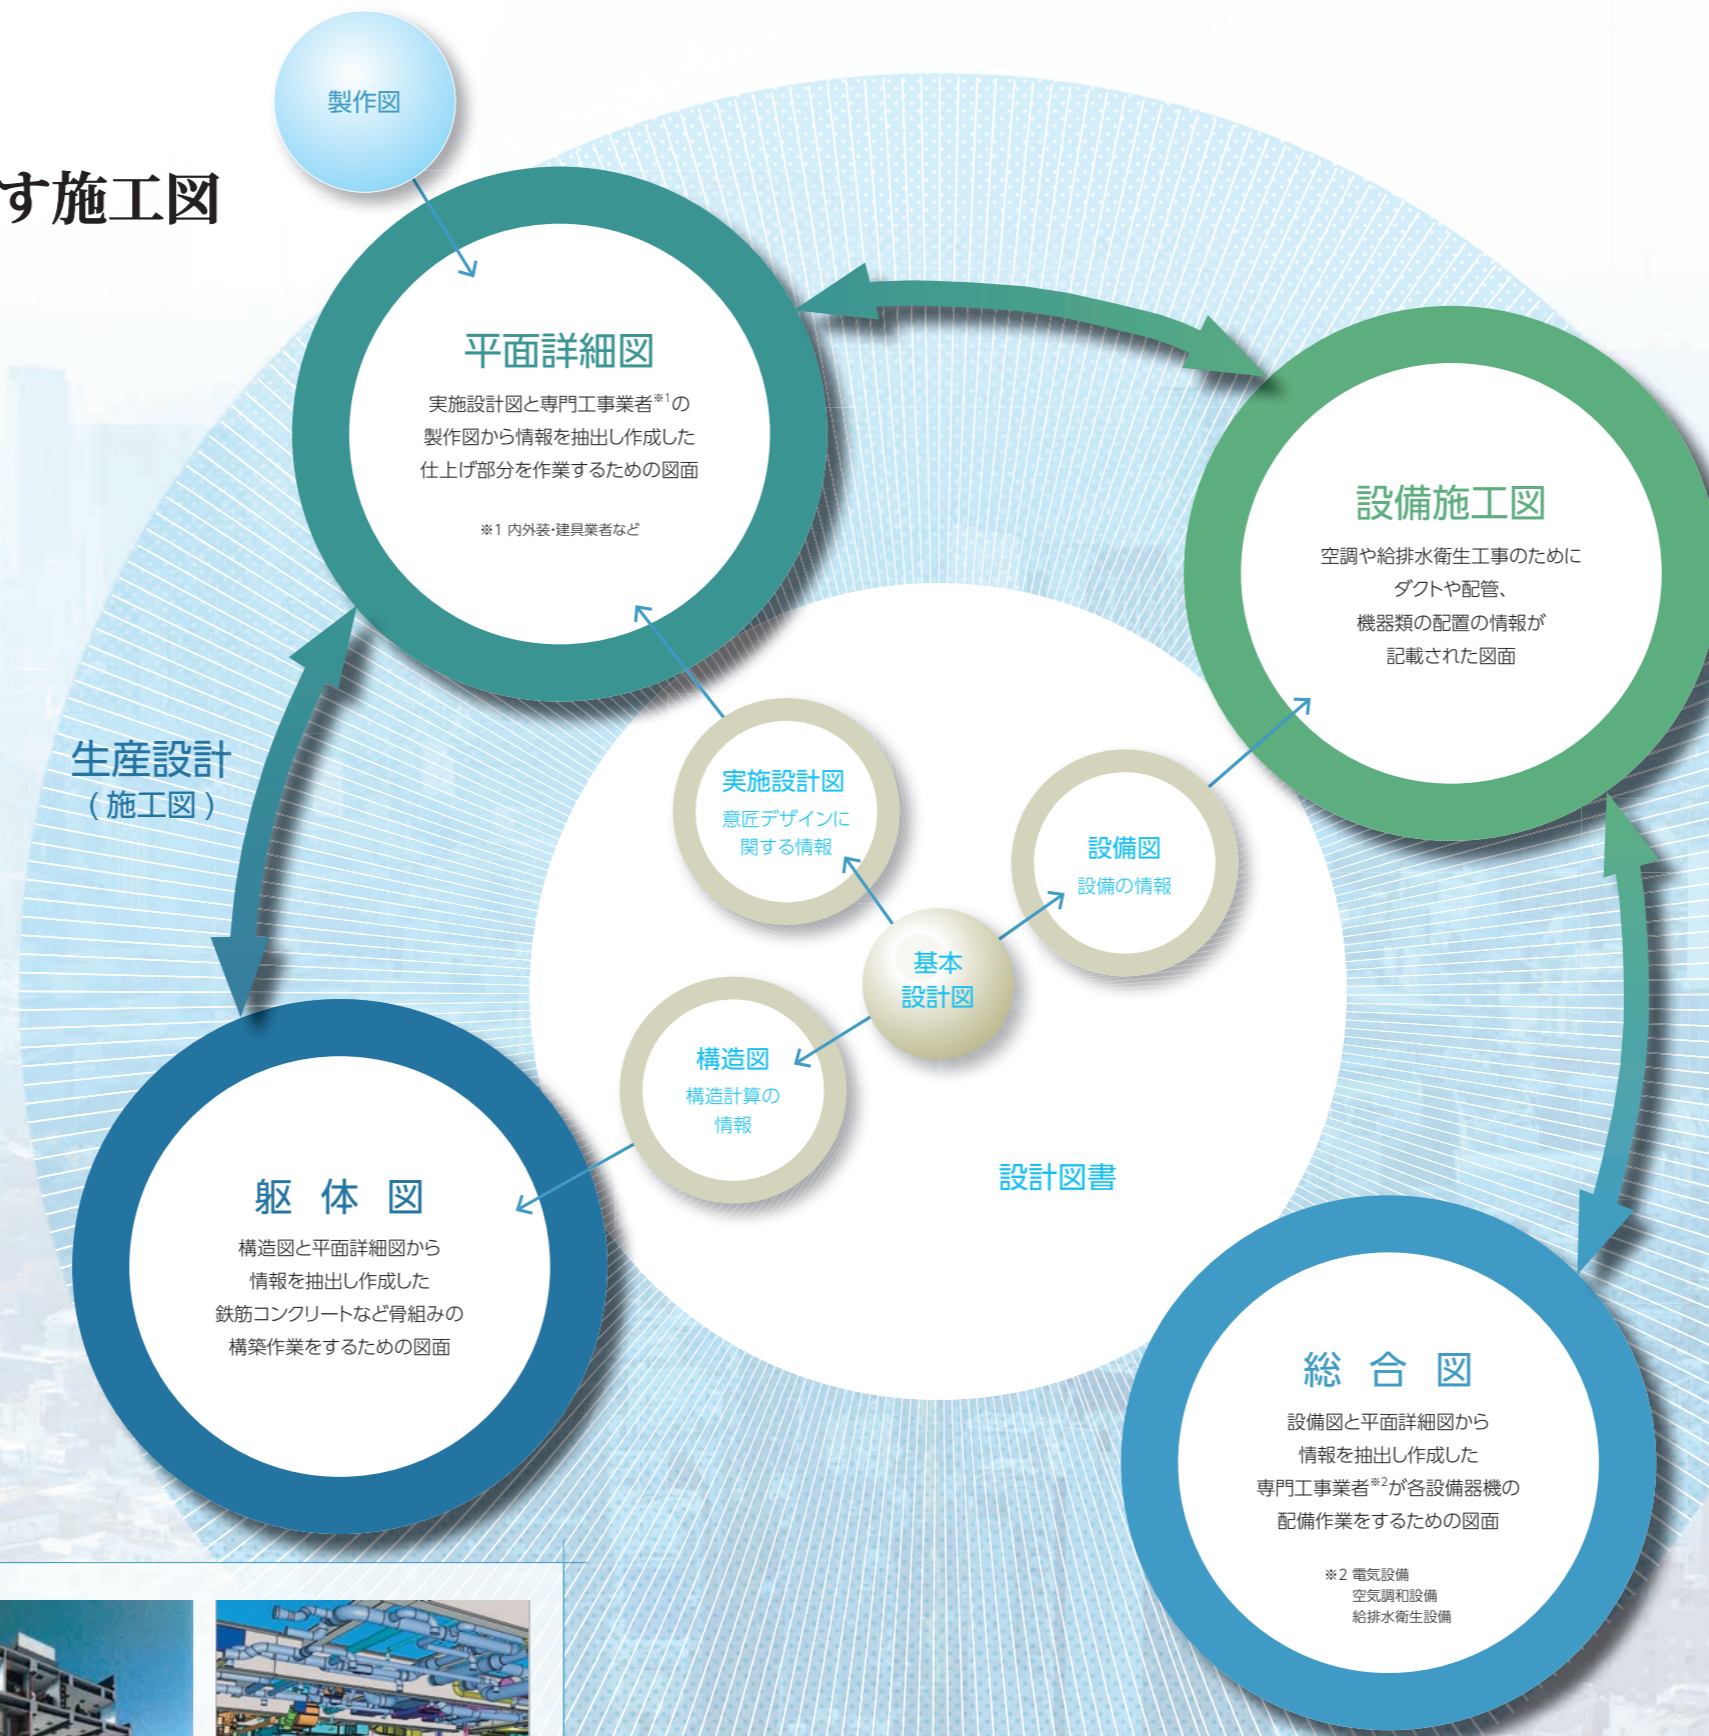 製作図
す施工図
平面詳細図
実施設計図と専門工事業者※1の
製作図から情報を抽出し作成した
仕上げ部分を作業するための図面
※1 内外装・建具業者など
設備施工図
空調や給排水衛生工事のために
ダクトや配管、
機器類の配置の情報が
記載された図面
生産設計
(施工図)
実施設計図
意匠デザインに
関する情報
設備図
設備の情報
基本
設計図
構造図
構造計算の
情報
設計図書
躯体図
構造図と平面詳細図から
情報を抽出し作成した
鉄筋コンクリートなど骨組みの
構築作業をするための図面
総合図
設備図と平面詳細図から
情報を抽出し作成した
専門工事業者※2が各設備器機の
配備作業をするための図面
※2 電気設備
空気調和設備
給排水衛生設備